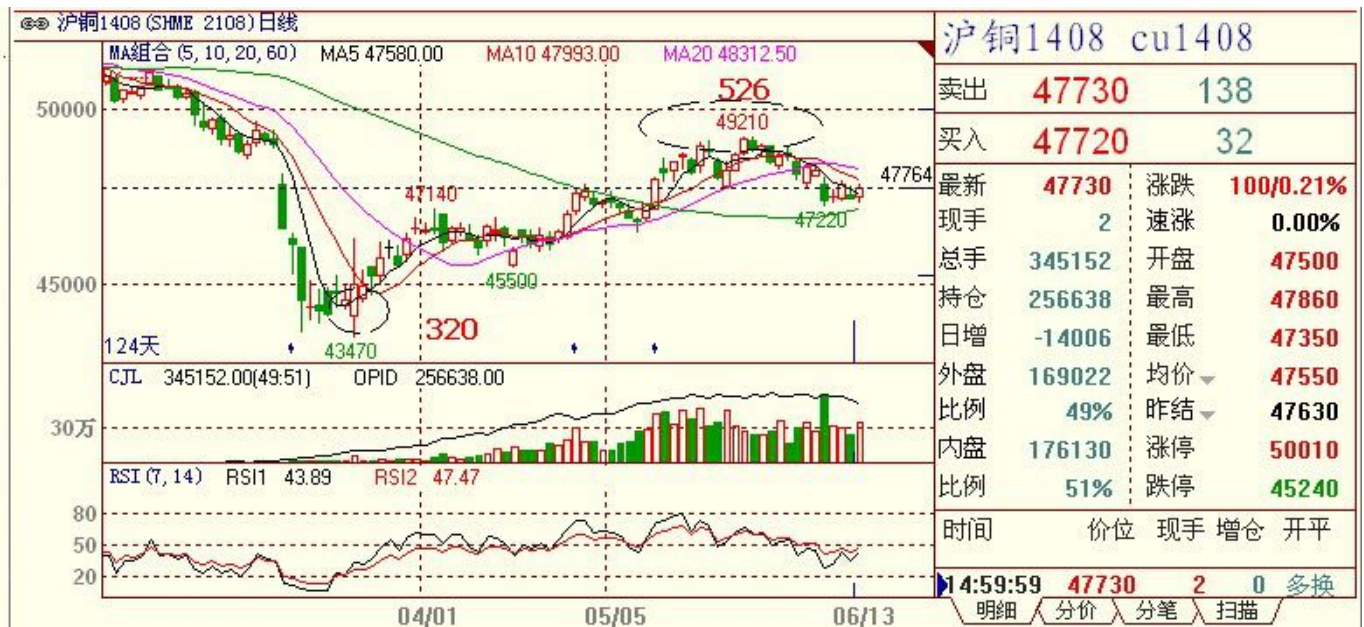 沪铜1408(SHME 2108)日线
MA组合(5,10,20,60) MA5 47580.00 MA10 47993.00 MA20 48312.50
526
50000
49210
47764
47140
47220
45000
45500
320
124天
43470
CJL 345152.00(49:51) OPID 256638.00
30万
RSI(7,14) RSI1 43.89 RSI2 47.47
80
50
20
04/01 05/05 06/13
沪铜1408 cu1408
卖出 47730 138
买入 47720 32
最新 47730 涨跌 100/0.21%
现手 2 速涨 0.00%
总手 345152 开盘 47500
持仓 256638 最高 47860
日增 -14006 最低 47350
外盘 169022 均价 47550
比例 49% 昨结 47630
内盘 176130 涨停 50010
比例 51% 跌停 45240
时间 价位 现手 增仓 开平
14:59:59 47730 2 0 多换
明细 分价 分笔 扫描